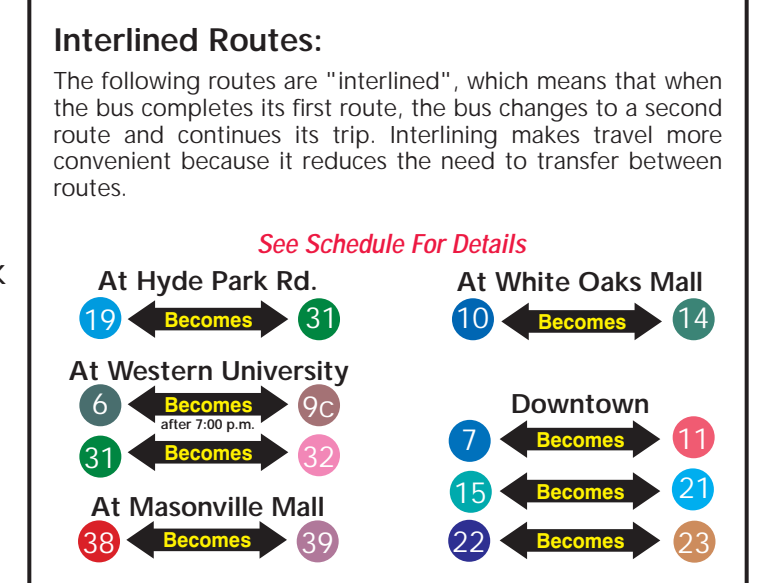 Interlined Routes:
The following routes are "interlined", which means that when
the bus completes its first route, the bus changes to a second
route and continues its trip. Interlining makes travel more
convenient because it reduces the need to transfer between
routes.
See Schedule For Details
At Hyde Park Rd.
19 Becomes 31
At Western University
6 Becomes 9C
after 7:00 p.m.
31 Becomes 32
At Masonville Mall
38 Becomes 39
At White Oaks Mall
10 Becomes 14
Downtown
7 Becomes 11
15 Becomes 21
22 Becomes 23